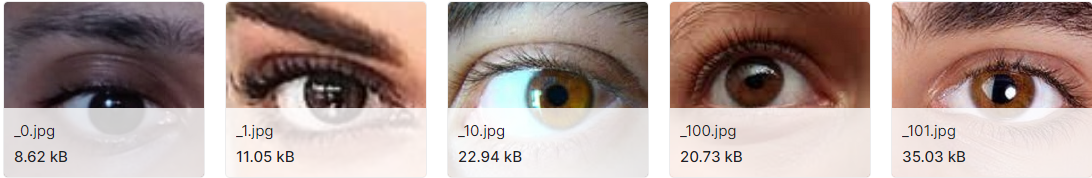 _0.jpg
8.62 kB
_1.jpg
11.05 kB
_10.jpg
22.94 kB
_100.jpg
20.73 kB
_101.jpg
35.03 kB